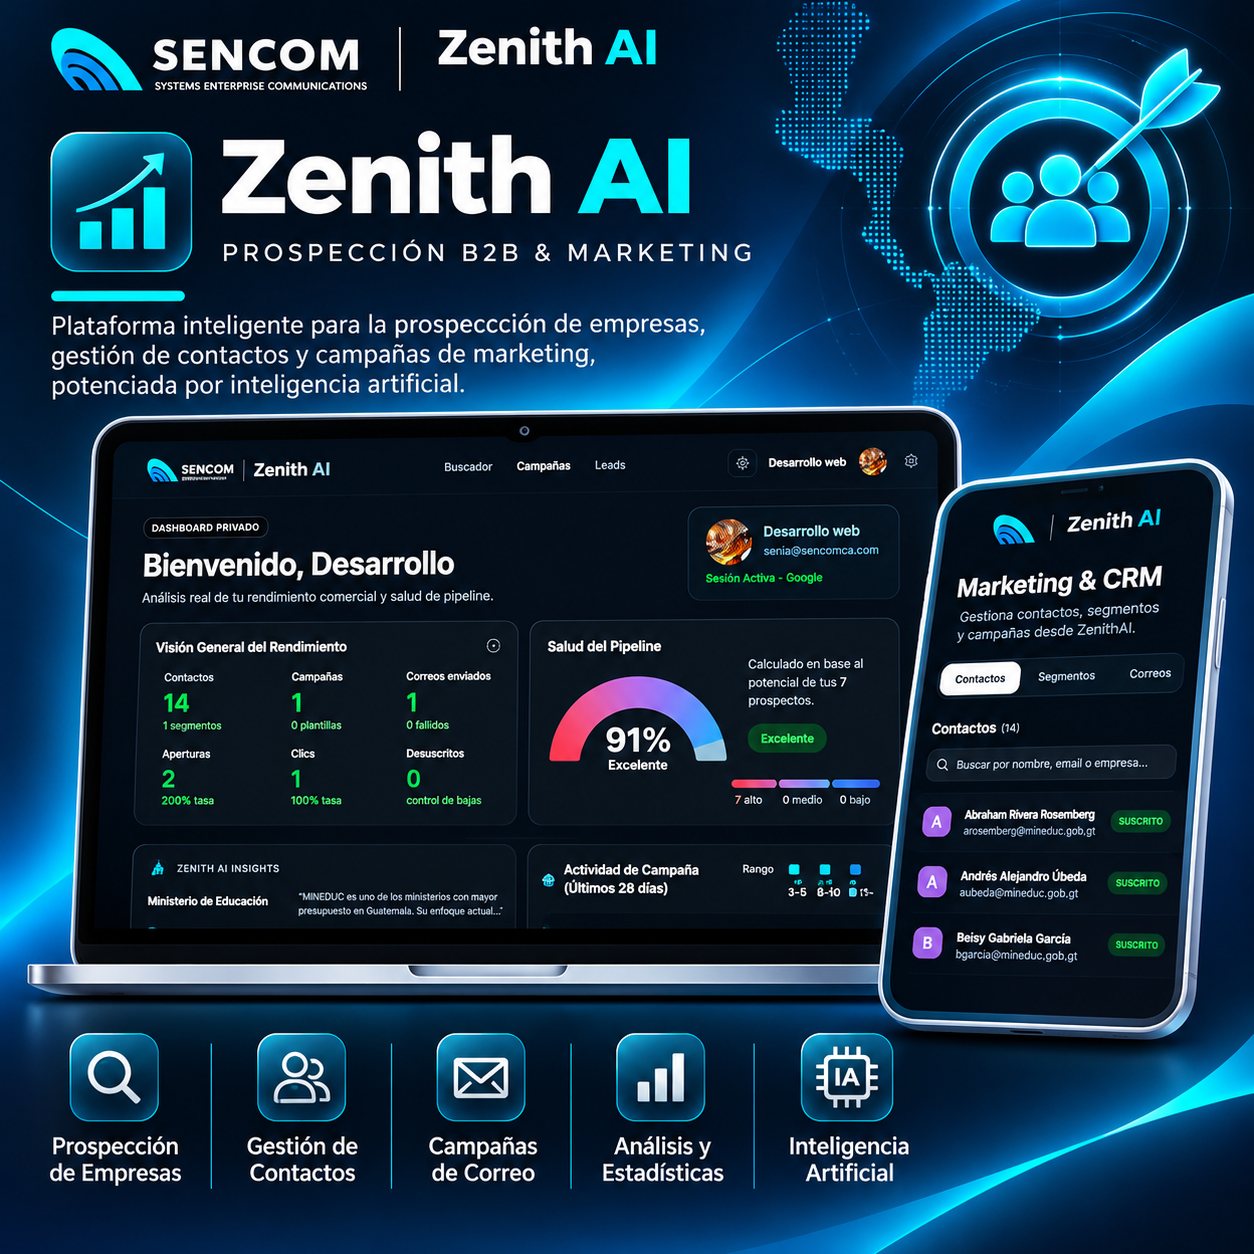 SENCOM
SYSTEMS ENTERPRISE COMMUNICATIONS
Zenith AI
Zenith AI
PROSPECCIÓN B2B & MARKETING
Plataforma inteligente para la prospeccción de empresas,
gestión de contactos y campañas de marketing,
potenciada por inteligencia artificial.
SENCOM
Zenith AI
Buscador
Campañas
Leads
Desarrollo web
DASHBOARD PRIVADO
Bienvenido, Desarrollo
Análisis real de tu rendimiento comercial y salud de pipeline.
Desarrollo web
senia@sencomca.com
Sesión Activa - Google
Visión General del Rendimiento
Contactos
14
1 segmentos
Campañas
1
0 plantillas
Correos enviados
1
0 fallidos
Aperturas
2
200% tasa
Clics
1
100% tasa
Desuscritos
0
control de bajas
Salud del Pipeline
91%
Excelente
Calculado en base al
potencial de tus 7
prospectos.
Excelente
7 alto
0 medio
0 bajo
ZENITH AI INSIGHTS
Ministerio de Educación
"MINEDUC es uno de los ministerios con mayor
presupuesto en Guatemala. Su enfoque actual..."
Actividad de Campaña
(Últimos 28 días)
Rango
3-5
8-10
Zenith AI
Marketing & CRM
Gestiona contactos, segmentos
y campañas desde ZenithAI.
Contactos
Segmentos
Correos
Contactos (14)
Buscar por nombre, email o empresa...
A
Abraham Rivera Rosemberg
arosemberg@mineduc.gob.gt
SUSCRITO
A
Andrés Alejandro Úbeda
aubeda@mineduc.gob.gt
SUSCRITO
B
Beisy Gabriela García
bgarcia@mineduc.gob.gt
SUSCRITO
Prospección
de Empresas
Gestión de
Contactos
Campañas
de Correo
Análisis y
Estadísticas
IA
Inteligencia
Artificial